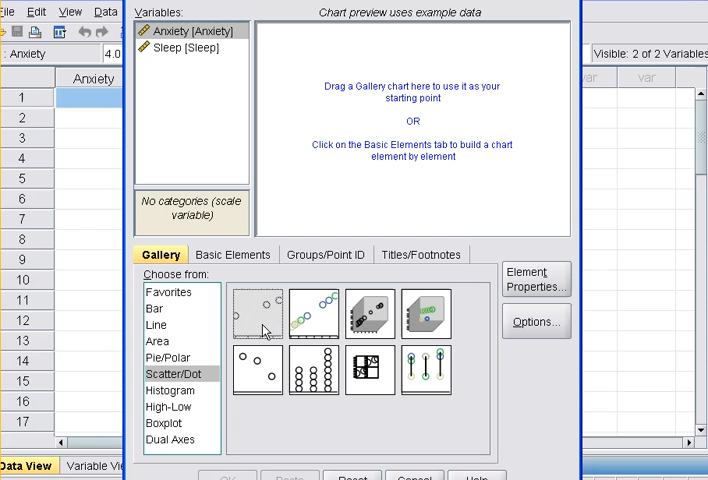 File Edit View Data
Variables:
Chart preview uses example data
: Anxiety
4.0
Visible: 2 of 2 Variables
Anxiety [Anxiety]
Sleep [Sleep]
Anxiety
var
var
Drag a Gallery chart here to use it as your
starting point
OR
Click on the Basic Elements tab to build a chart
element by element
1
2
3
4
5
6
7
8
9
10
11
12
13
14
15
16
17
No categories (scale
variable)
Gallery
Basic Elements
Groups/Point ID
Titles/Footnotes
Choose from:
Favorites
Bar
Line
Area
Pie/Polar
Scatter/Dot
Histogram
High-Low
Boxplot
Dual Axes
Element
Properties...
Options...
Data View
Variable Vie
OK
Paste
Reset
Cancel
Help